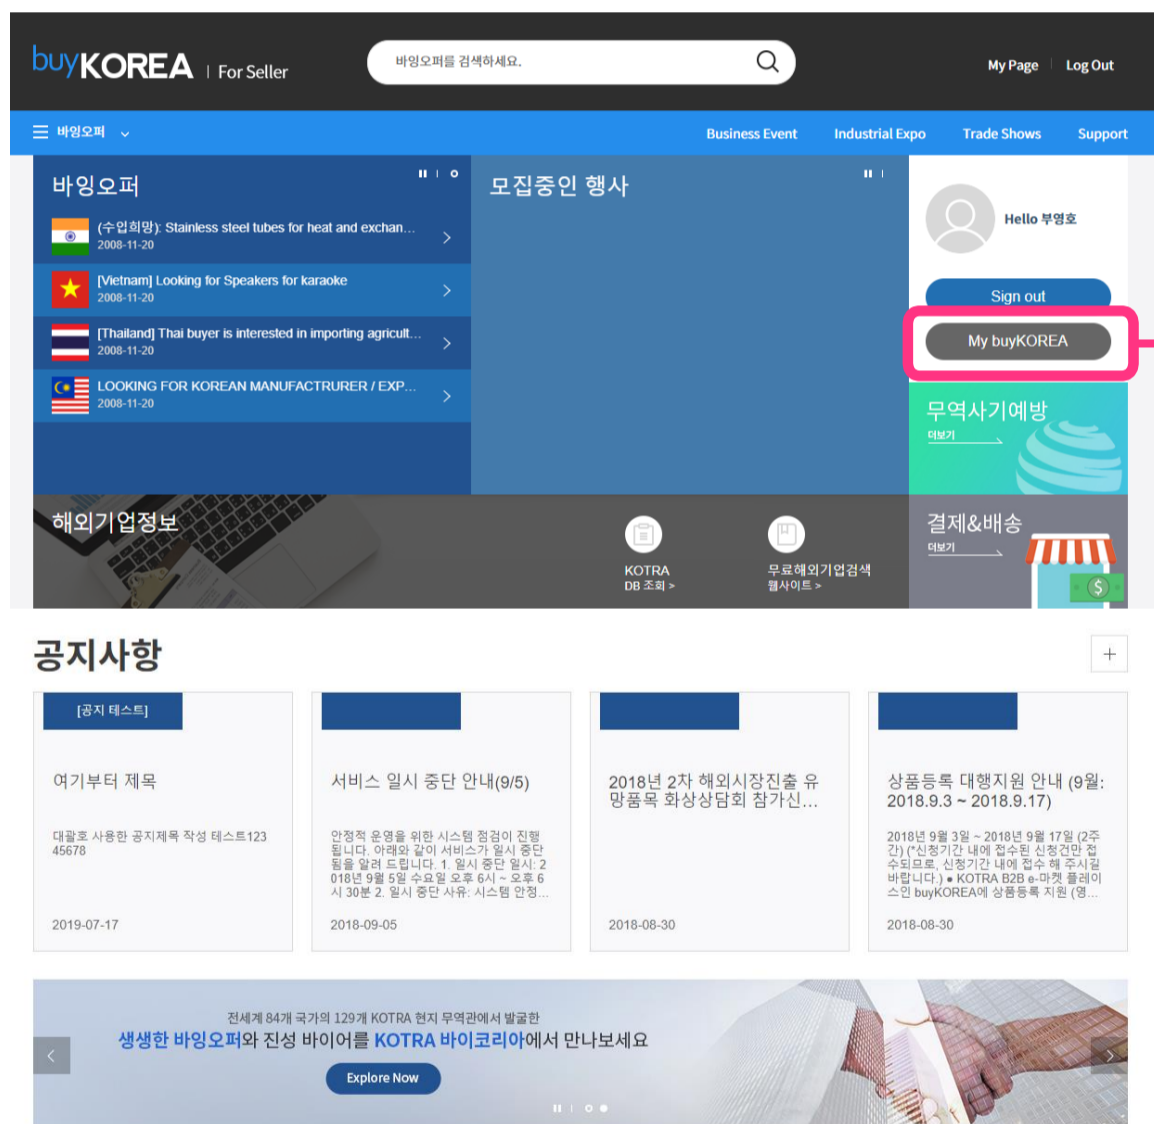 buyKOREA | For Seller
바잉오퍼를 검색하세요.
My Page
Log Out
바잉오퍼
Business Event
Industrial Expo
Trade Shows
Support
바잉오퍼
(수입희망): Stainless steel tubes for heat and exchan...
2008-11-20
[Vietnam] Looking for Speakers for karaoke
2008-11-20
[Thailand] Thai buyer is interested in importing agricult...
2008-11-20
LOOKING FOR KOREAN MANUFACTRURER / EXP...
2008-11-20
모집중인 행사
Hello 부영호
Sign out
My buyKOREA
무역사기예방
더보기
해외기업정보
KOTRA
DB 조회 >
무료해외기업검색
웹사이트 >
결제&배송
더보기
공지사항
[공지 테스트]
여기부터 제목
대괄호 사용한 공지제목 작성 테스트123
45678
2019-07-17
서비스 일시 중단 안내(9/5)
안정적 운영을 위한 시스템 점검이 진행
됩니다. 아래와 같이 서비스가 일시 중단
됨을 알려 드립니다. 1. 일시 중단 일시: 2
018년 9월 5일 수요일 오후 6시 ~ 오후 6
시 30분 2. 일시 중단 사유: 시스템 안정...
2018-09-05
2018년 2차 해외시장진출 유
망품목 화상상담회 참가신...
2018-08-30
상품등록 대행지원 안내 (9월:
2018.9.3 ~ 2018.9.17)
2018년 9월 3일 ~ 2018년 9월 17일 (2주
간) (*신청기간 내에 접수된 신청건만 접
수되므로, 신청기간 내에 접수 해 주시길
바랍니다.) ● KOTRA B2B e-마켓 플레이
스인 buyKOREA에 상품등록 지원 (영...
2018-08-30
전세계 84개 국가의 129개 KOTRA 현지 무역관에서 발굴한
생생한 바잉오퍼와 진성 바이어를 KOTRA 바이코리아에서 만나보세요
Explore Now